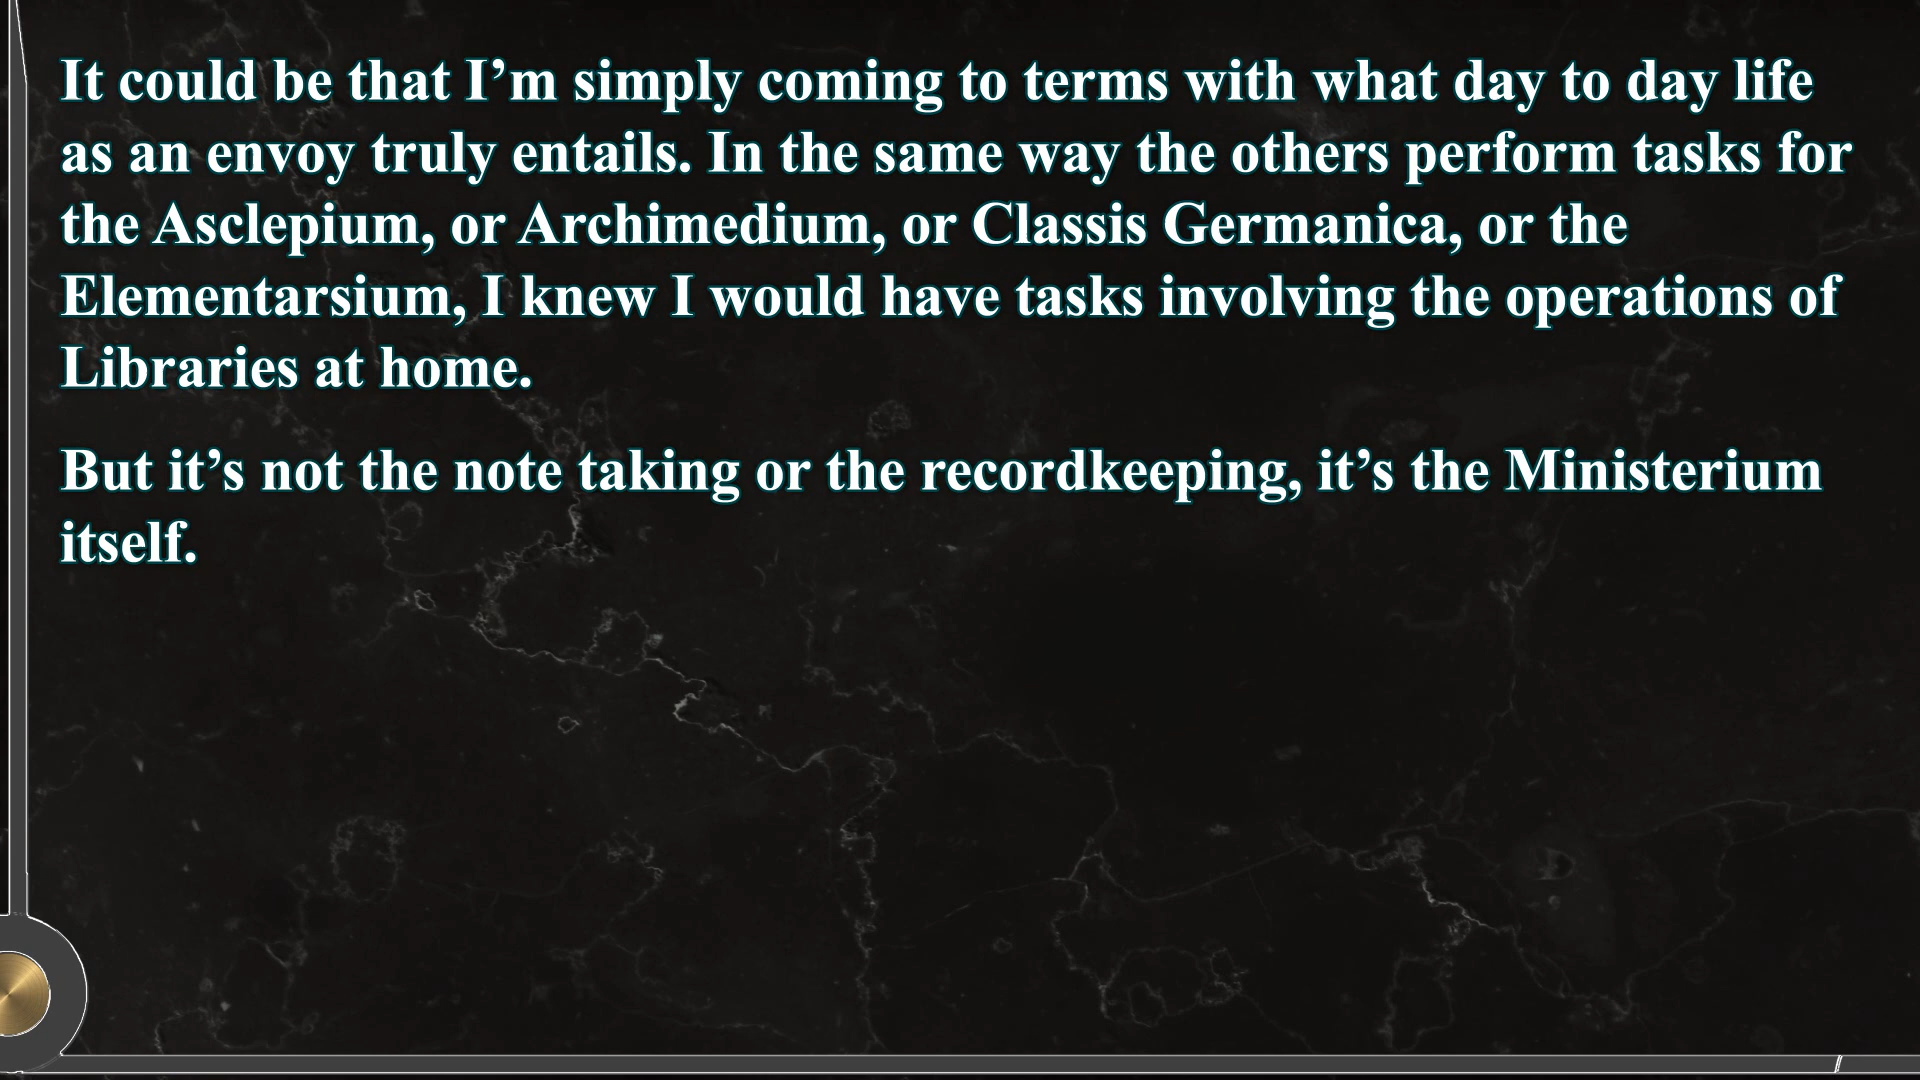 It could be that I’m simply coming to terms with what day to day life
as an envoy truly entails. In the same way the others perform tasks for
the Asclepium, or Archimedium, or Classis Germanica, or the
Elementarsium, I knew I would have tasks involving the operations of
Libraries at home.
But it’s not the note taking or the recordkeeping, it’s the Ministerium
itself.